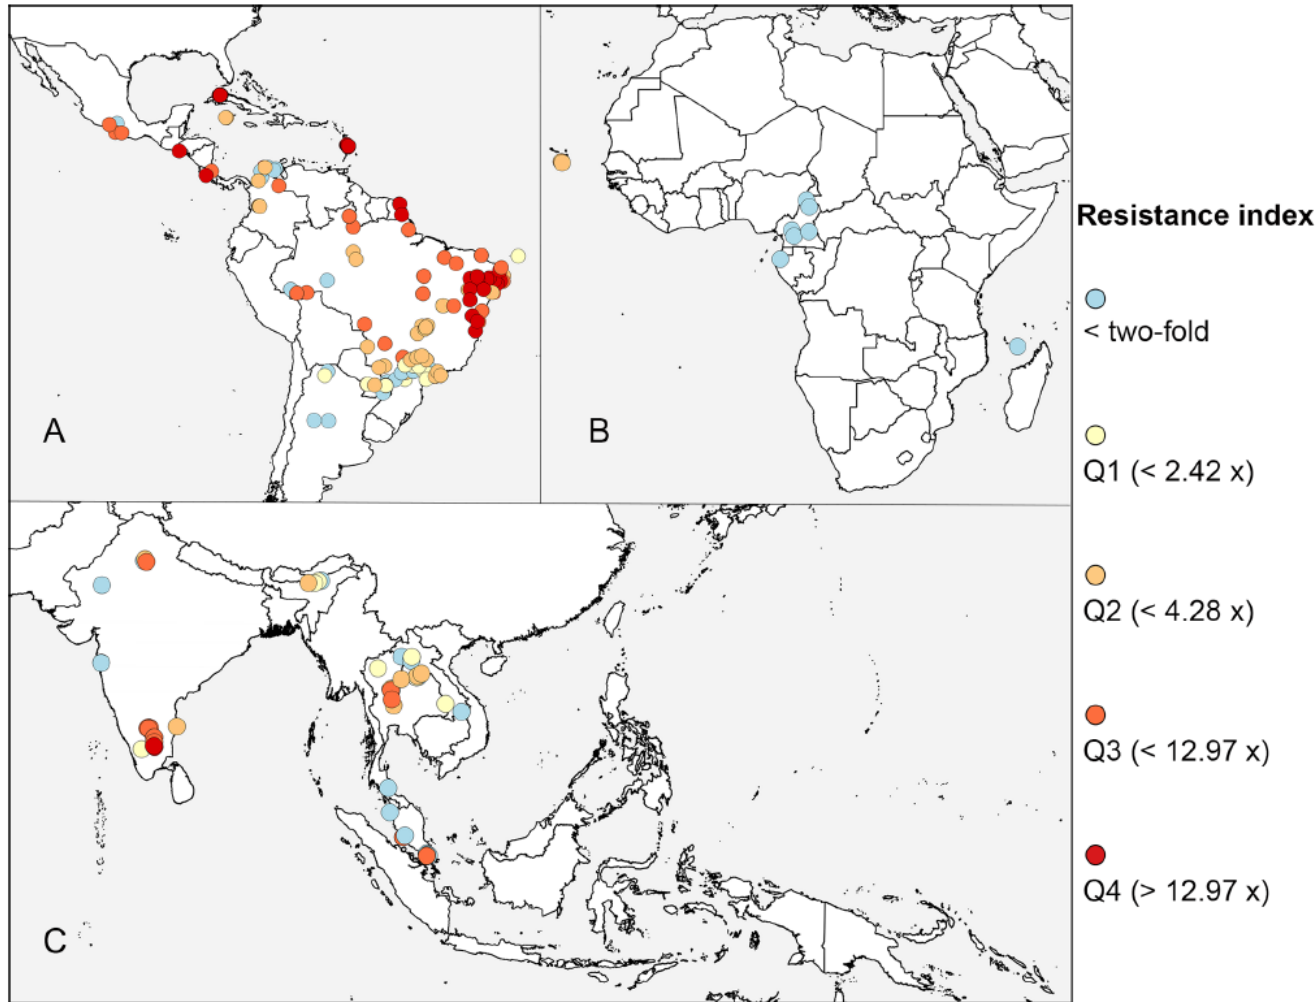 A
B
C
Resistance index
< two-fold
Q1 (< 2.42 x)
Q2 (< 4.28 x)
Q3 (< 12.97 x)
Q4 (> 12.97 x)